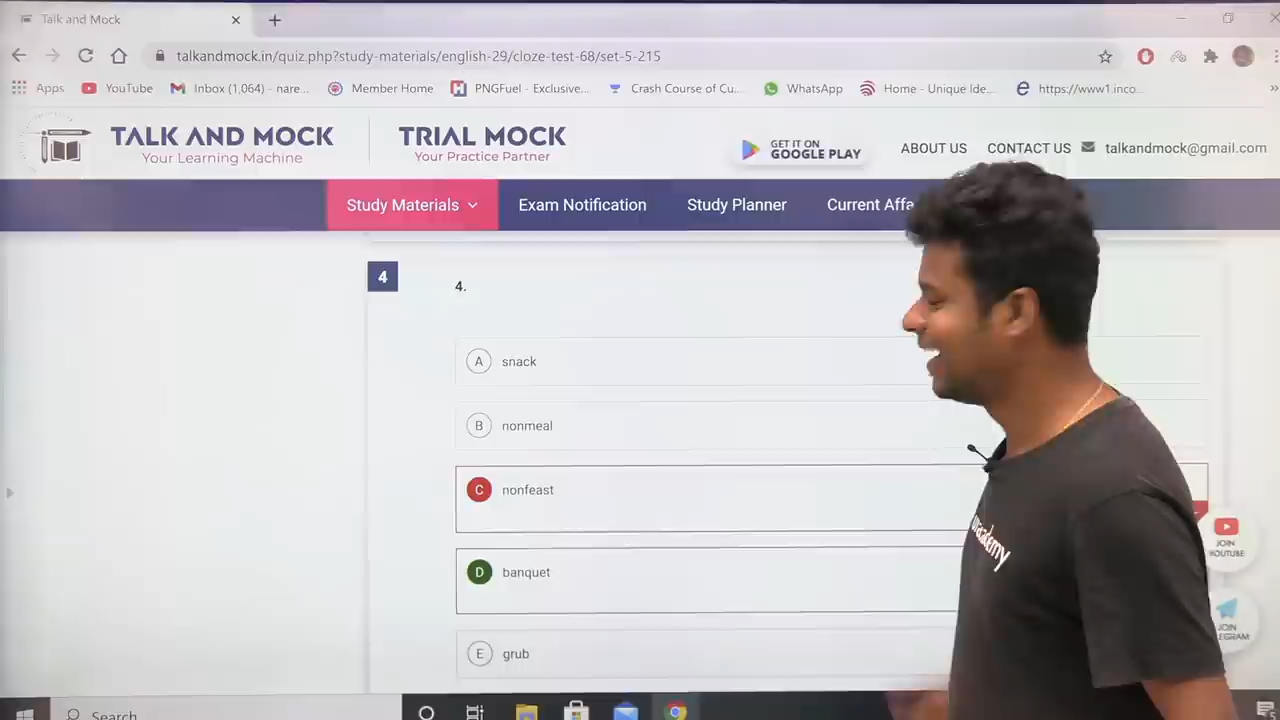 Talk and Mock
talkandmock.in/quiz.php?study-materials/english-29/cloze-test-68/set-5-215
Apps YouTube Inbox (1,064) - nare... Member Home PNGFuel - Exclusive... Crash Course of Cu... WhatsApp Home - Unique Ide... https://www1.inco... »
TALK AND MOCK
Your Learning Machine
TRIAL MOCK
Your Practice Partner
GET IT ON
GOOGLE PLAY
ABOUT US CONTACT US talkandmock@gmail.com
Study Materials Exam Notification Study Planner Current Affa
4 4.
A snack
B nonmeal
C nonfeast
D banquet
E grub
JOIN
YOUTUBE
JOIN
EGRAM
Search